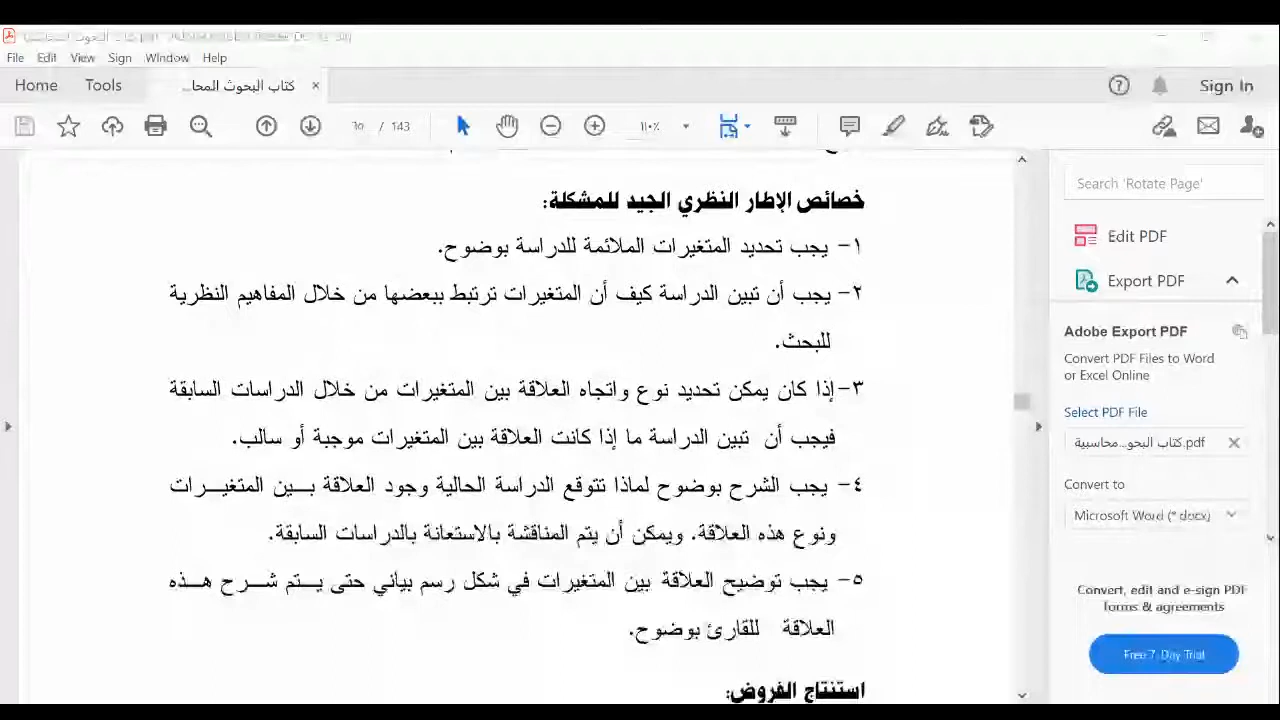 File Edit View Sign Window Help
Home Tools كتاب البحوث المحا... × Sign In
/ 143 ١١٠٪
خصائص الإطار النظري الجيد للمشكلة:
١- يجب تحديد المتغيرات الملائمة للدراسة بوضوح.
٢- يجب أن تبين الدراسة كيف أن المتغيرات ترتبط ببعضها من خلال المفاهيم النظرية
للبحث.
٣- إذا كان يمكن تحديد نوع واتجاه العلاقة بين المتغيرات من خلال الدراسات السابقة
فيجب أن تبين الدراسة ما إذا كانت العلاقة بين المتغيرات موجبة أو سالب.
٤- يجب الشرح بوضوح لماذا تتوقع الدراسة الحالية وجود العلاقة بـــين المتغيـــرات
ونوع هذه العلاقة. ويمكن أن يتم المناقشة بالاستعانة بالدراسات السابقة.
٥- يجب توضيح العلاقة بين المتغيرات في شكل رسم بياني حتى يـــتم شـــرح هـــذه
العلاقة للقارئ بوضوح.
استنتاج الفروض:
Search 'Rotate Page'
Edit PDF
Export PDF
Adobe Export PDF
Convert PDF Files to Word
or Excel Online
Select PDF File
كتاب البحو...محاسبية.pdf
Convert to
Microsoft Word (*.docx)
Convert, edit and e-sign PDF
forms & agreements
Free 7-Day Trial